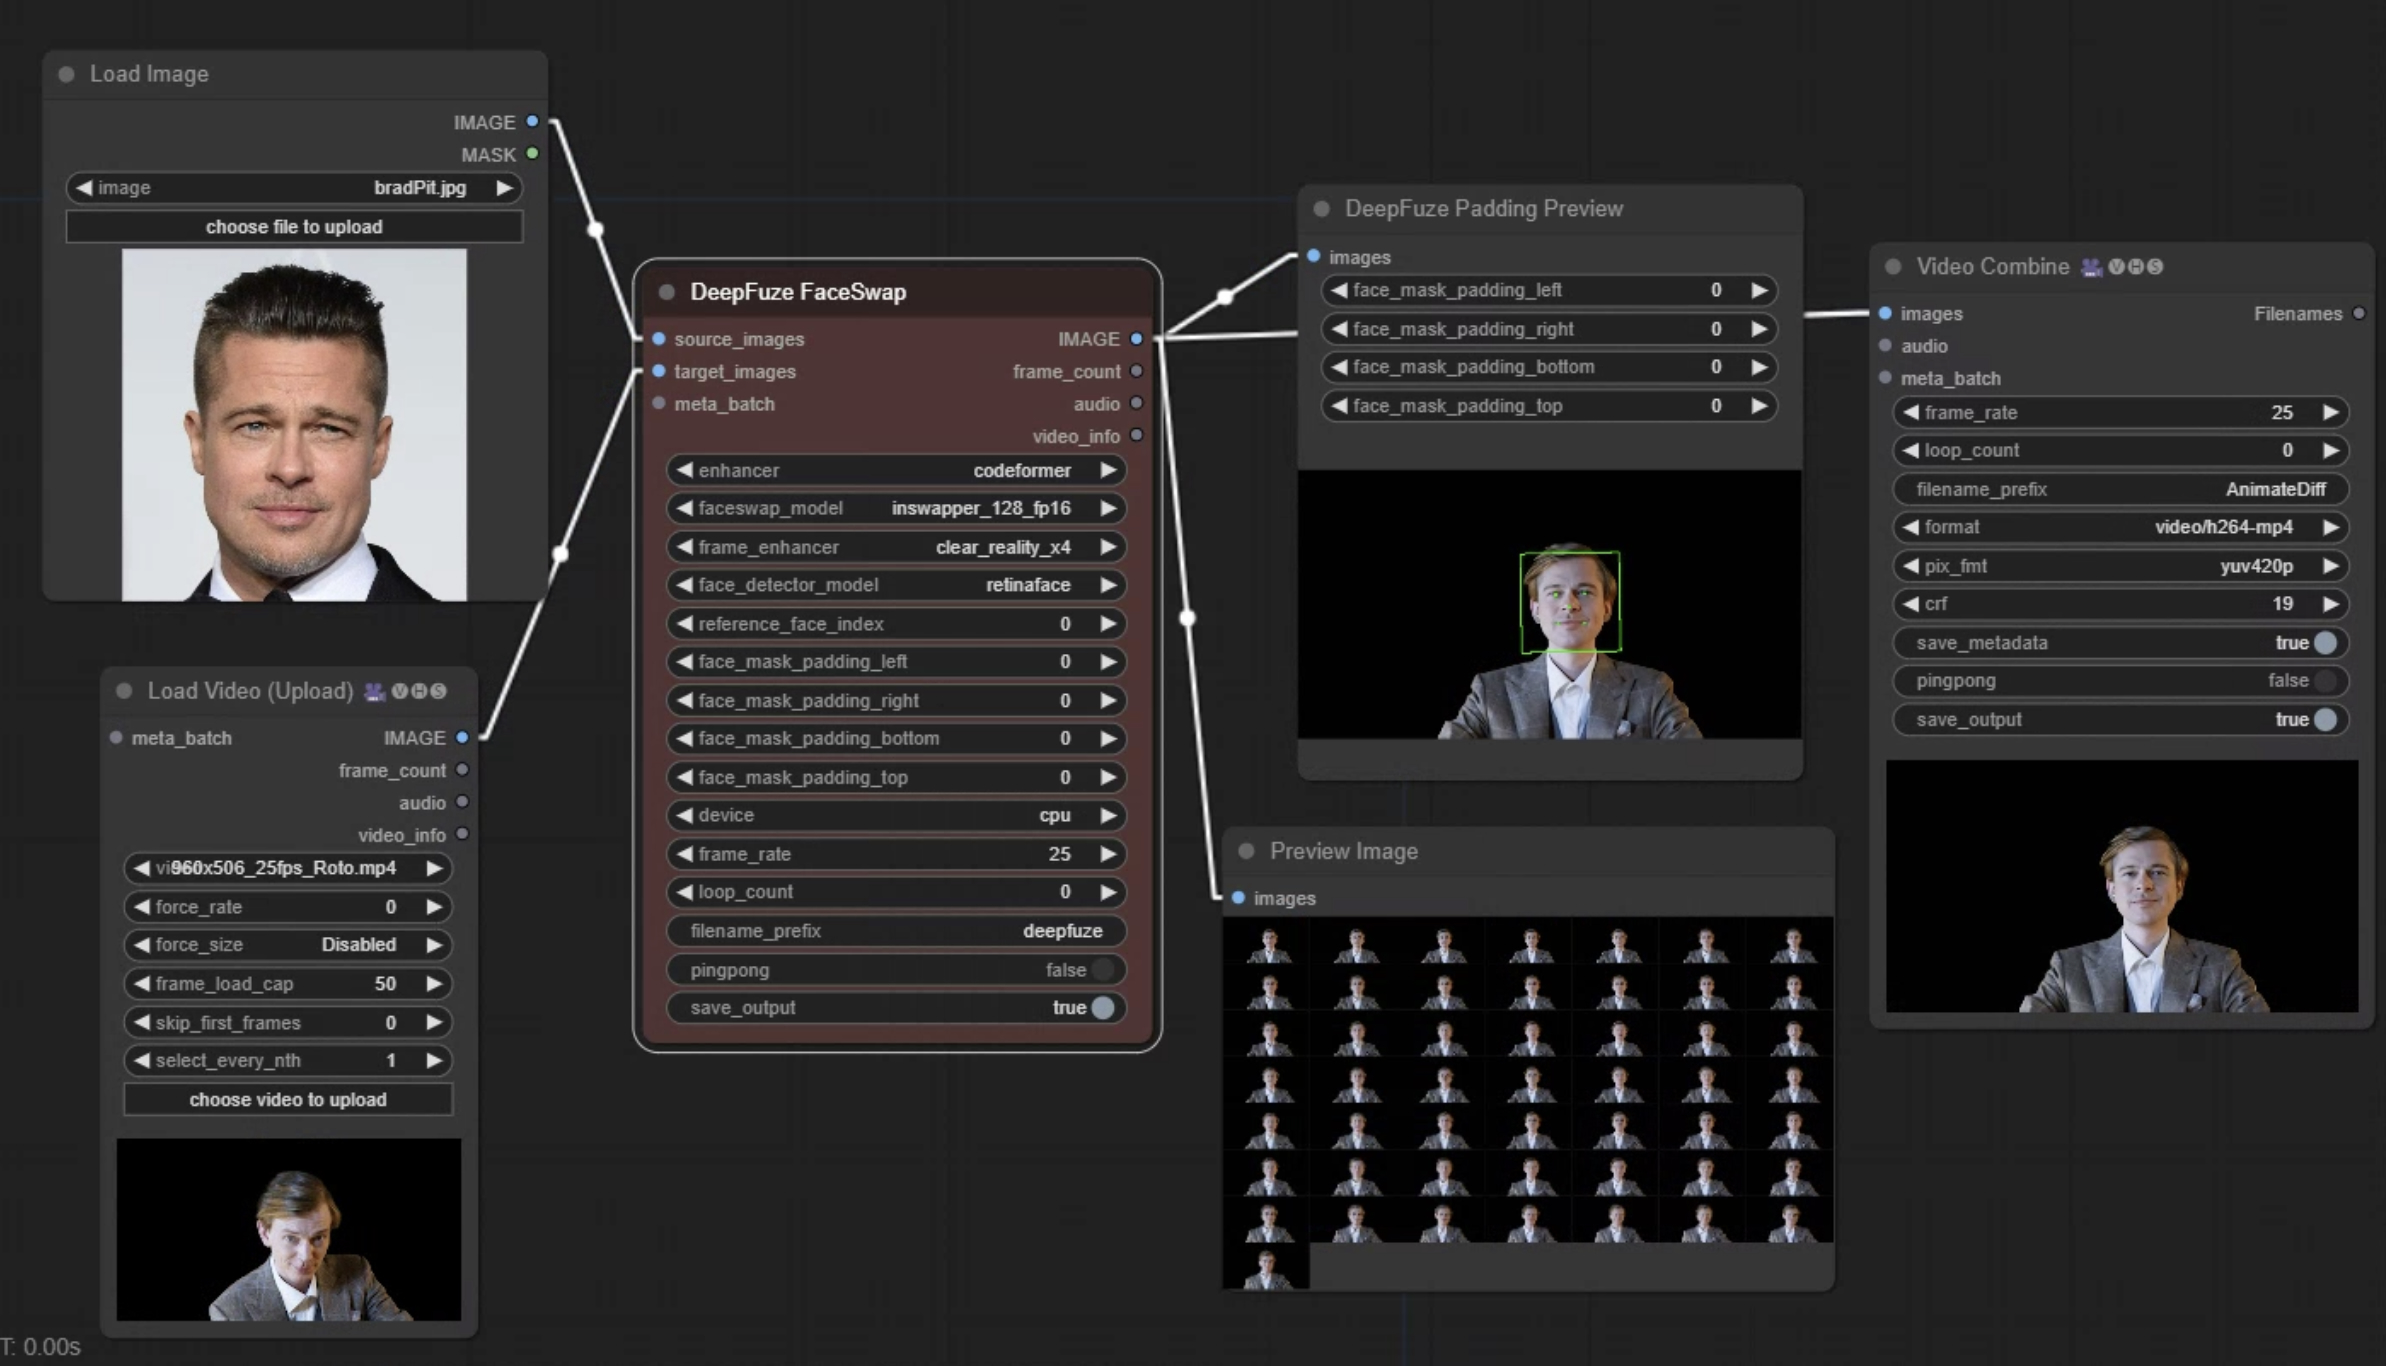 Load Image
IMAGE
MASK
image bradPit.jpg
choose file to upload
Load Video (Upload) VHS
meta_batch IMAGE
frame_count
audio
video_info
960x506_25fps_Roto.mp4
force_rate 0
force_size Disabled
frame_load_cap 50
skip_first_frames 0
select_every_nth 1
choose video to upload
DeepFuze FaceSwap
source_images IMAGE
target_images frame_count
meta_batch audio
video_info
enhancer codeformer
faceswap_model inswapper_128_fp16
frame_enhancer clear_reality_x4
face_detector_model retinaface
reference_face_index 0
face_mask_padding_left 0
face_mask_padding_right 0
face_mask_padding_bottom 0
face_mask_padding_top 0
device cpu
frame_rate 25
loop_count 0
filename_prefix deepfuze
pingpong false
save_output true
DeepFuze Padding Preview
images
face_mask_padding_left 0
face_mask_padding_right 0
face_mask_padding_bottom 0
face_mask_padding_top 0
Preview Image
images
Video Combine VHS
images Filenames
audio
meta_batch
frame_rate 25
loop_count 0
filename_prefix AnimateDiff
format video/h264-mp4
pix_fmt yuv420p
crf 19
save_metadata true
pingpong false
save_output true
T: 0.00s